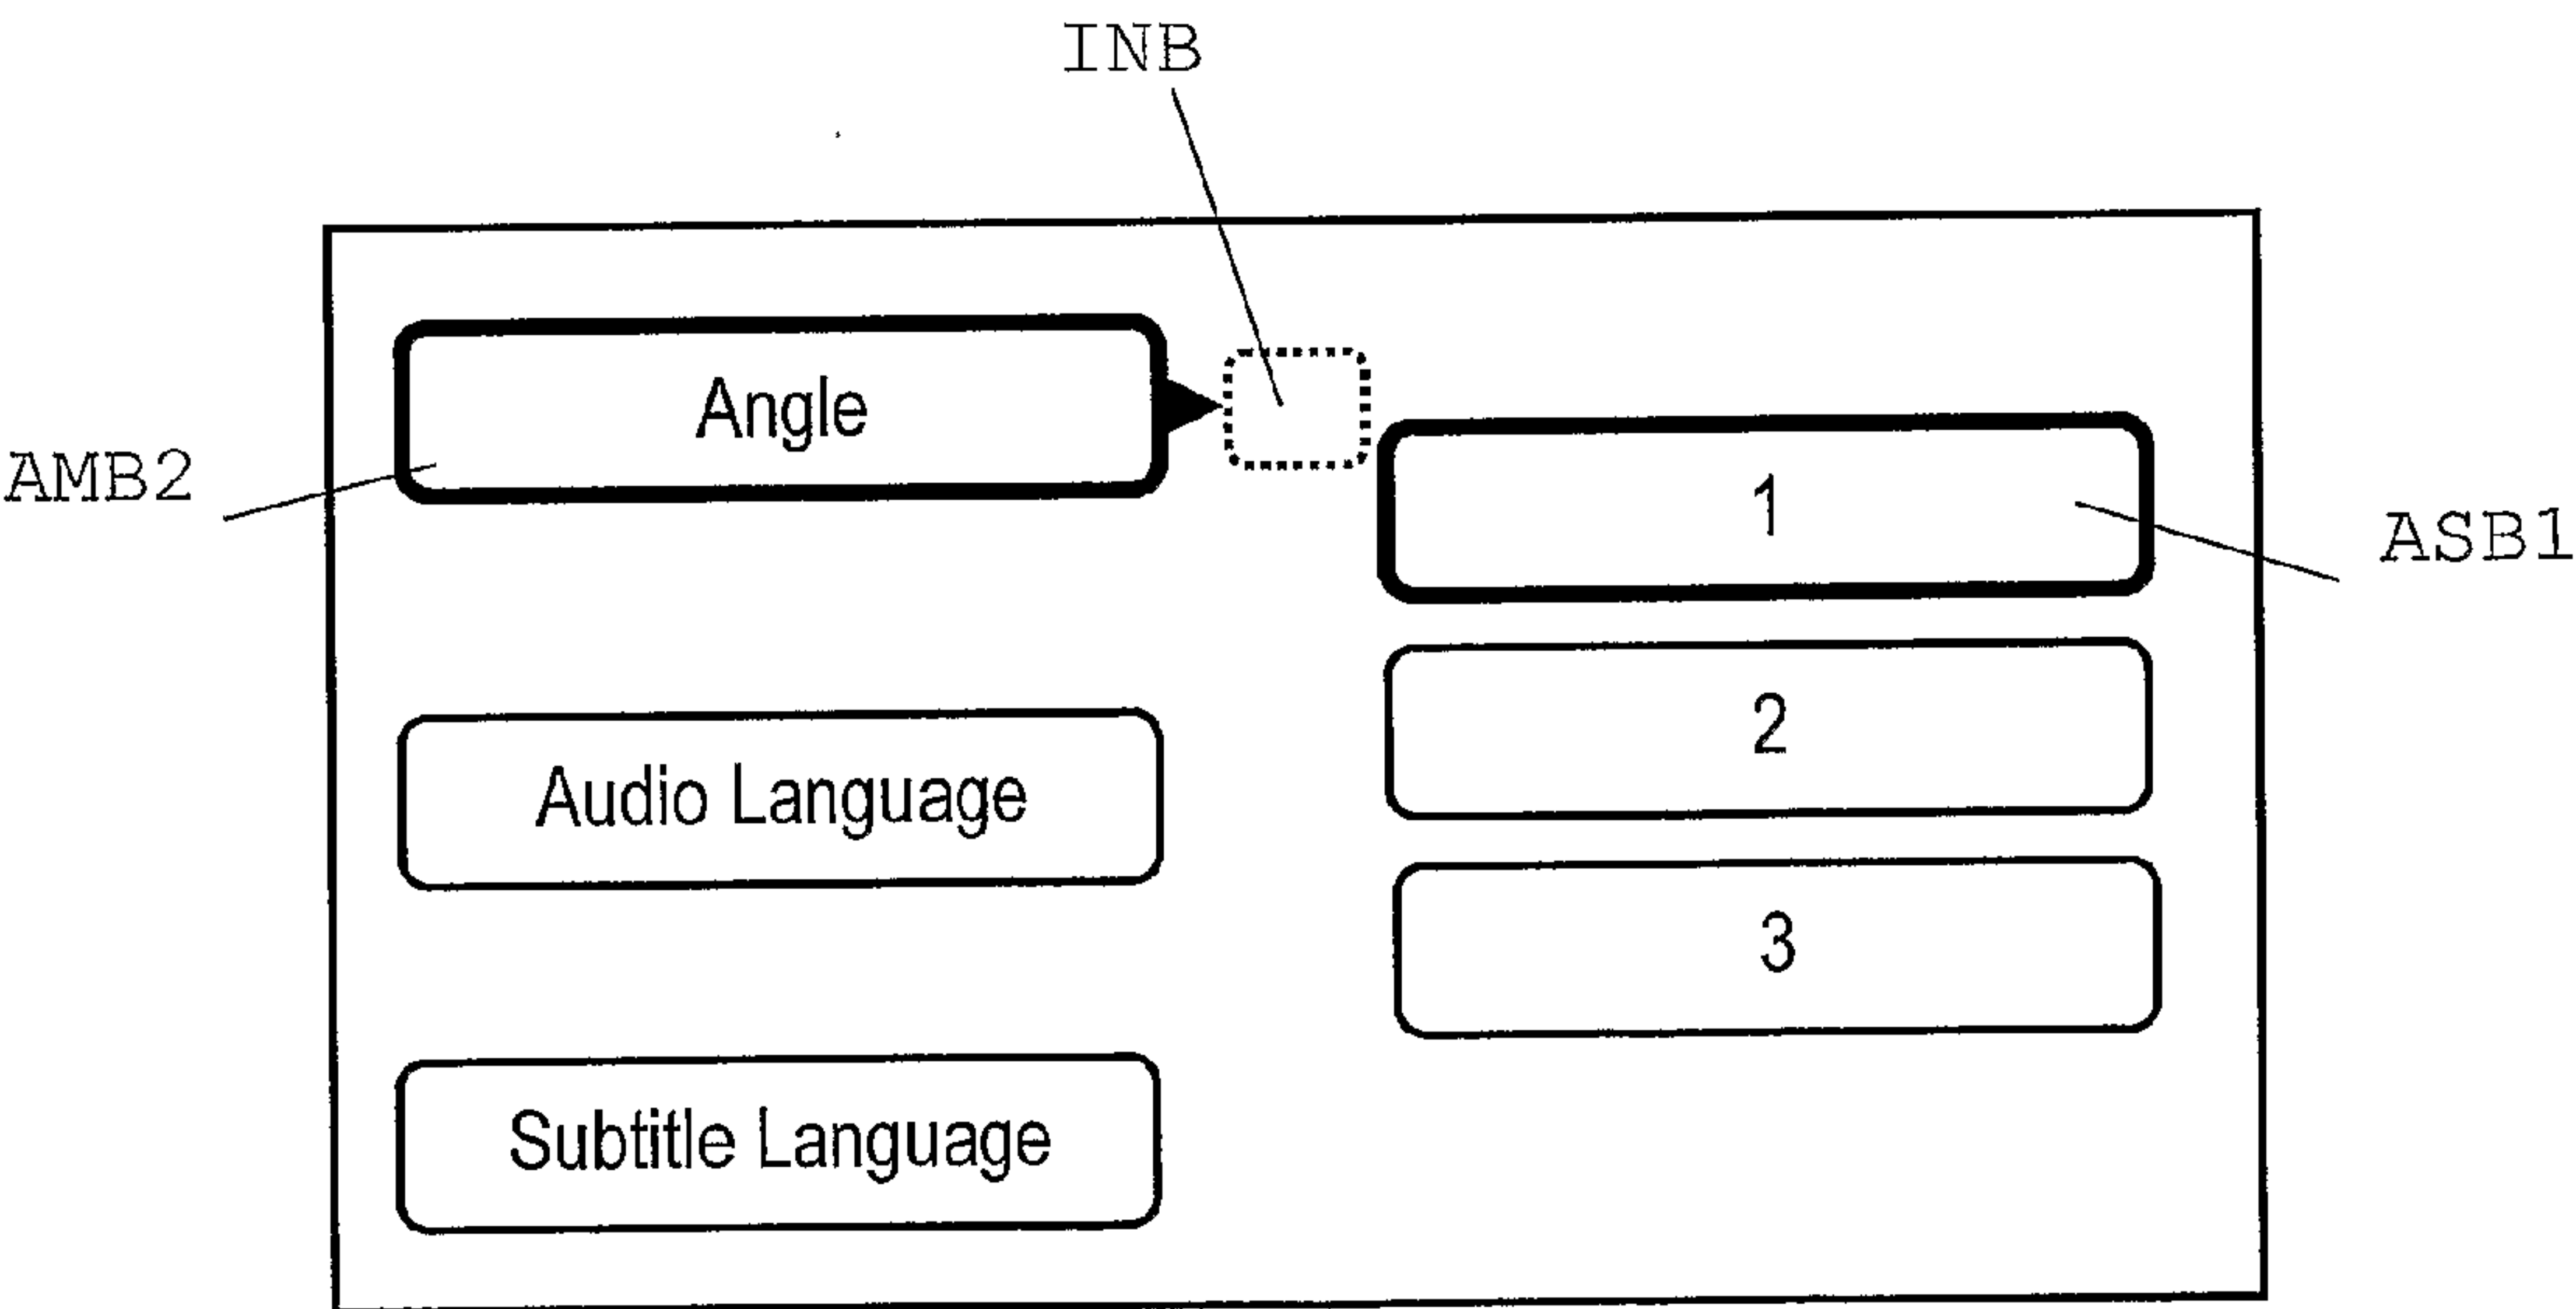 INB
Angle
AMB2
1
ASB1
2
Audio Language
3
Subtitle Language